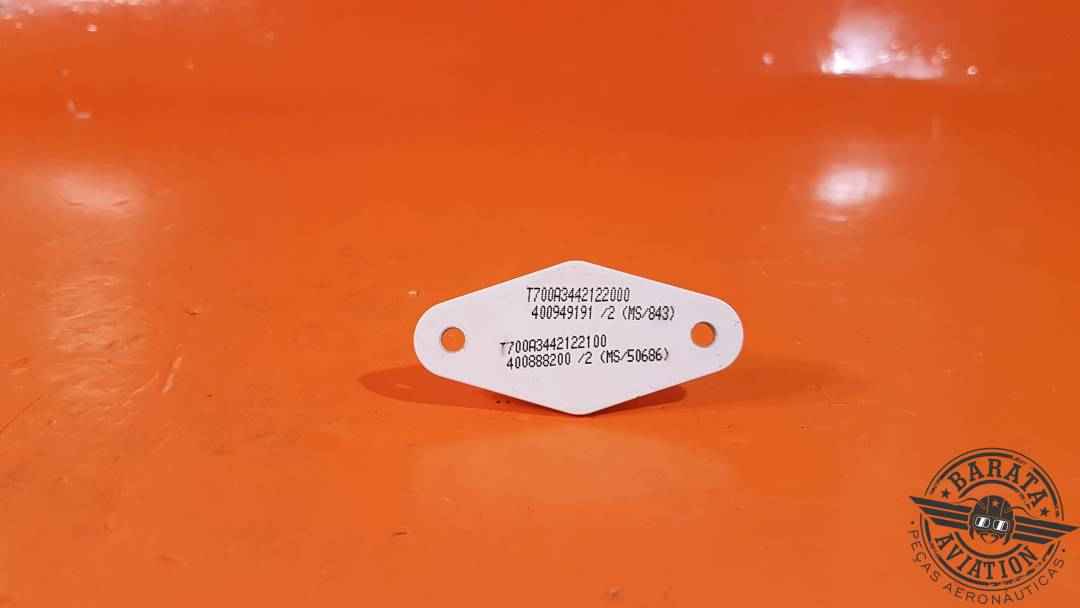 T700A3442122000
400949191 /2 (MS/843)
T700A3442122100
400888200 /2 (MS/50686)
BARATA
AVIATION
• PEÇAS AERONÁUTICAS •